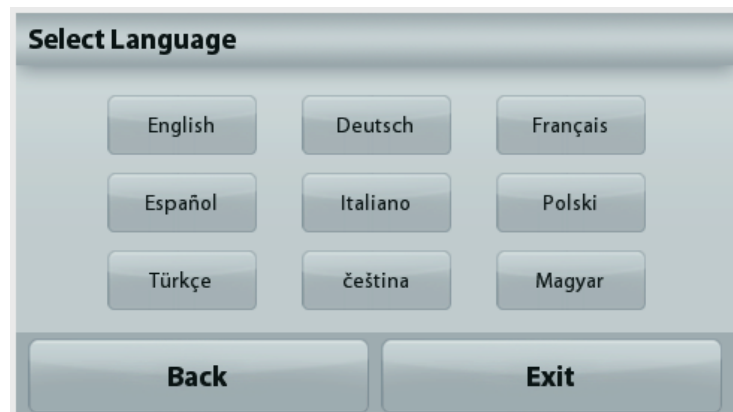 Select Language
English Deutsch Français
Español Italiano Polski
Türkçe čeština Magyar
Back Exit